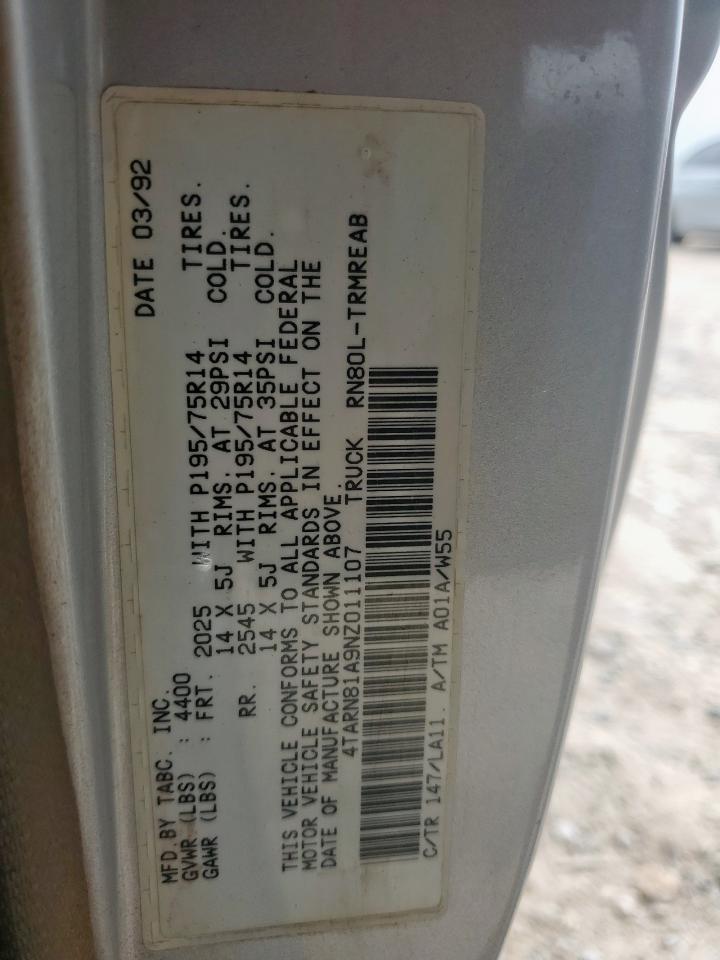 MFD.BY TABC. INC. DATE 03/92
GVWR (LBS) : 4400
GAWR (LBS) : FRT. 2025 WITH P195/75R14 TIRES.
14 X 5J RIMS. AT 29PSI COLD.
RR. 2545 WITH P195/75R14 TIRES.
14 X 5J RIMS. AT 35PSI COLD.
THIS VEHICLE CONFORMS TO ALL APPLICABLE FEDERAL
MOTOR VEHICLE SAFETY STANDARDS IN EFFECT ON THE
DATE OF MANUFACTURE SHOWN ABOVE.
4TARN81A9NZ011107 TRUCK RN80L-TRMREAB
C/TR 147/LA11. A/TM A01A/W55